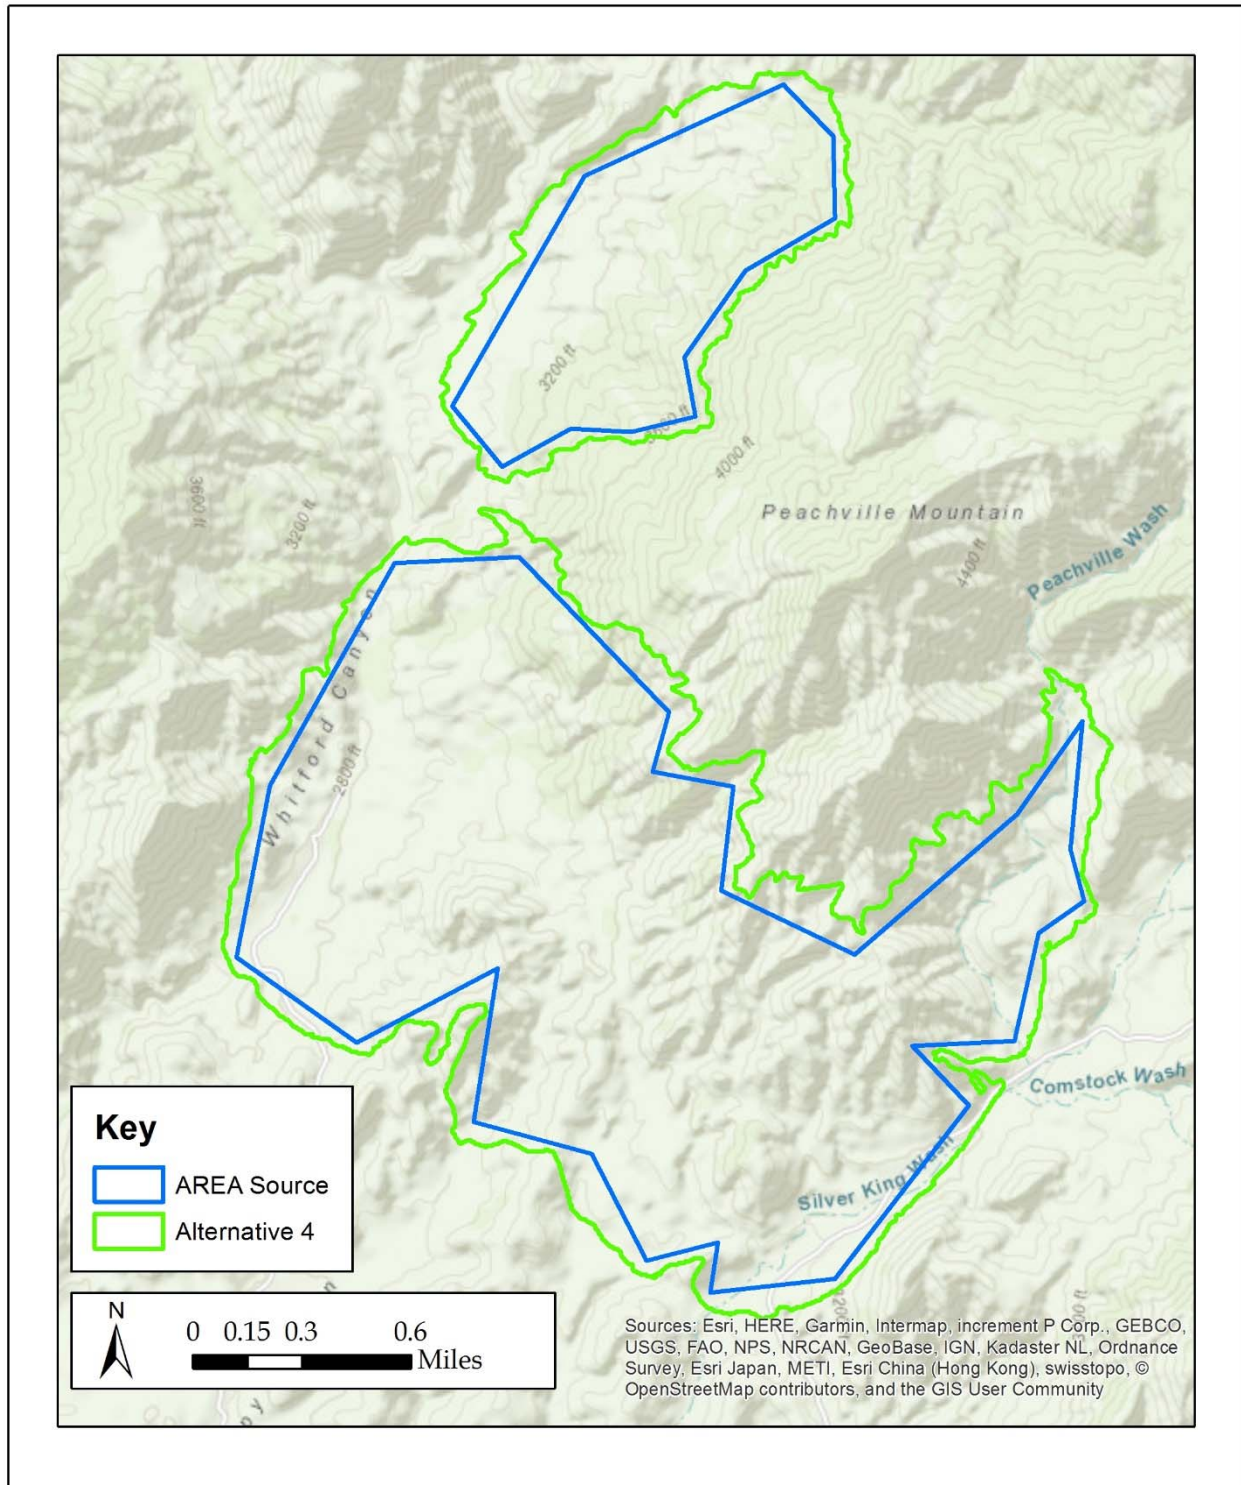 3200 ft
3600 ft
4000 ft
Peachville Mountain
3600 ft
3200 ft
4400 ft
Peachville Wash
Whitford Canyon
2800 ft
Comstock Wash
Silver King Wash
Key
AREA Source
Alternative 4
N
0 0.15 0.3 0.6
Miles
Sources: Esri, HERE, Garmin, Intermap, increment P Corp., GEBCO,
USGS, FAO, NPS, NRCAN, GeoBase, IGN, Kadaster NL, Ordnance
Survey, Esri Japan, METI, Esri China (Hong Kong), swisstopo, ©
OpenStreetMap contributors, and the GIS User Community